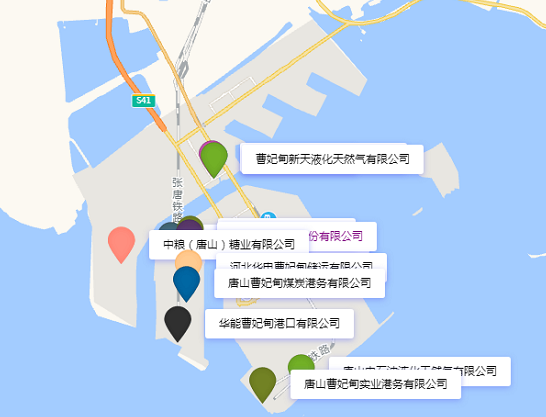 S41
曹妃甸新天液化天然气有限公司
张唐铁路
份有限公司
中粮（唐山）糖业有限公司
河北华电曹妃甸储运有限公司
唐山曹妃甸煤炭港务有限公司
华能曹妃甸港口有限公司
铁路
唐山中石油液化天然气有限公司
唐山曹妃甸实业港务有限公司